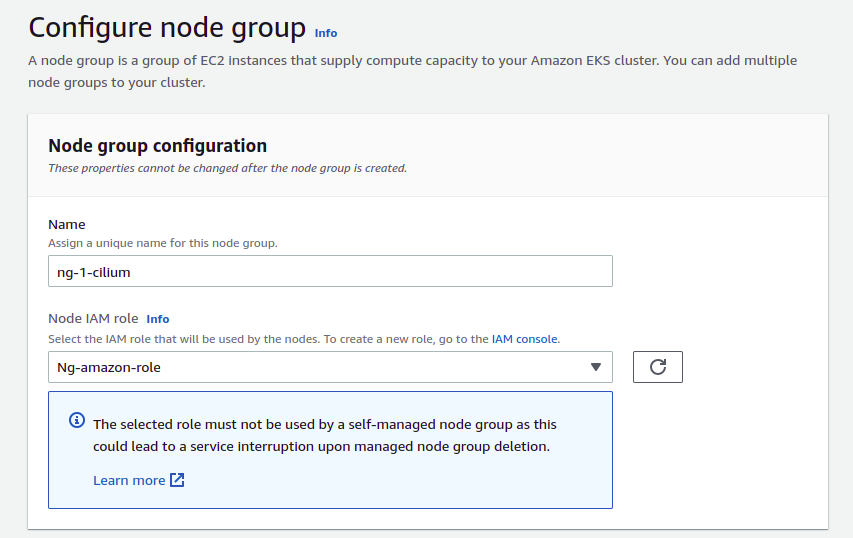 Configure node group Info
A node group is a group of EC2 instances that supply compute capacity to your Amazon EKS cluster. You can add multiple
node groups to your cluster.
Node group configuration
These properties cannot be changed after the node group is created.
Name
Assign a unique name for this node group.
ng-1-cilium
Node IAM role Info
Select the IAM role that will be used by the nodes. To create a new role, go to the IAM console.
Ng-amazon-role
The selected role must not be used by a self-managed node group as this
could lead to a service interruption upon managed node group deletion.
Learn more